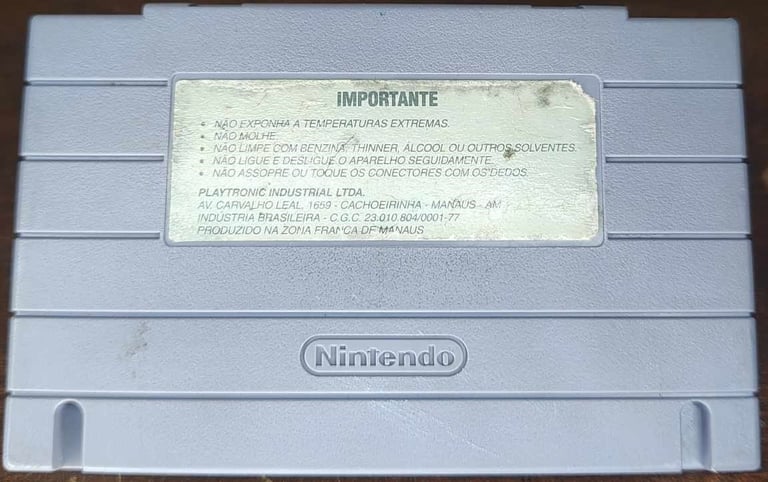 IMPORTANTE
• NÃO EXPONHA A TEMPERATURAS EXTREMAS.
• NÃO MOLHE.
• NÃO LIMPE COM BENZINA, THINNER, ÁLCOOL OU OUTROS SOLVENTES.
• NÃO LIGUE E DESLIGUE O APARELHO SEGUIDAMENTE.
• NÃO ASSOPRE OU TOQUE OS CONECTORES COM OS DEDOS.
PLAYTRONIC INDUSTRIAL LTDA.
AV. CARVALHO LEAL, 1659 - CACHOEIRINHA - MANAUS - AM
INDÚSTRIA BRASILEIRA - C.G.C. 23.010.804/0001-77
PRODUZIDO NA ZONA FRANCA DE MANAUS
Nintendo